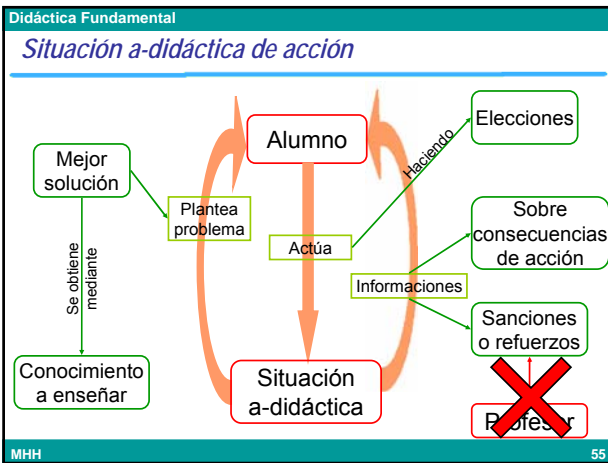 Didáctica Fundamental
Situación a-didáctica de acción
Alumno
Elecciones
Haciendo
Mejor
solución
Plantea
problema
Actúa
Sobre
consecuencias
de acción
Informaciones
Se obtiene
mediante
Sanciones
o refuerzos
Conocimiento
a enseñar
Situación
a-didáctica
Profesor
MHH
55